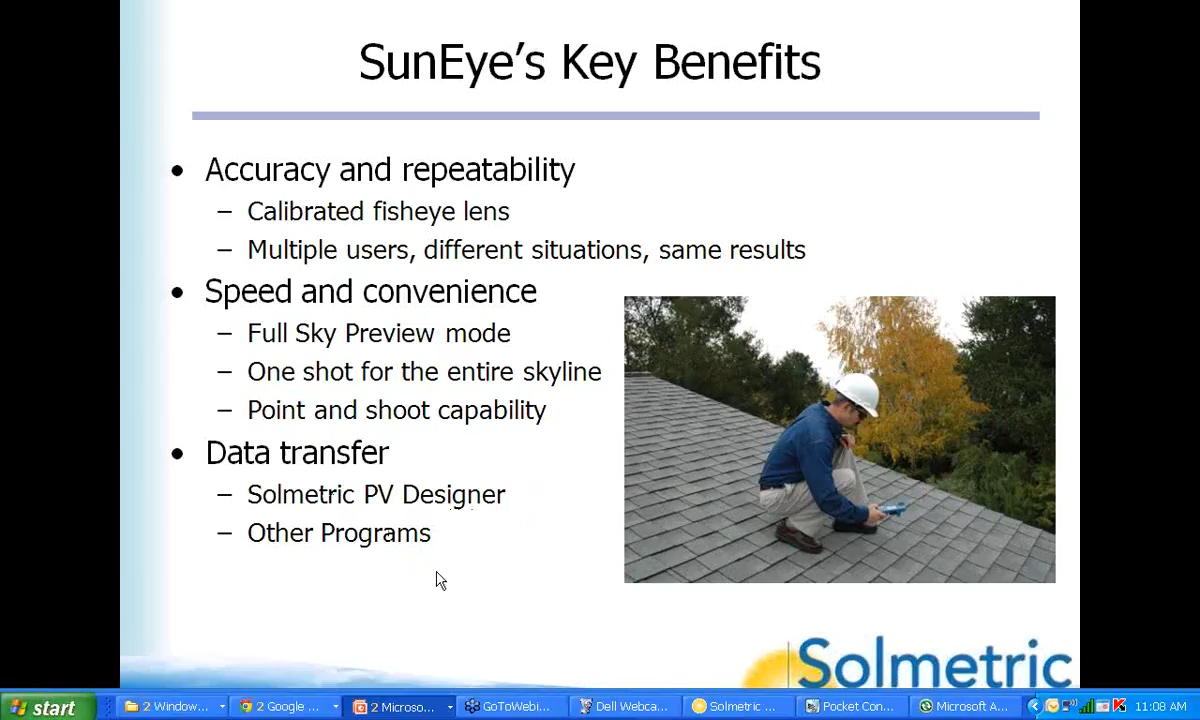 SunEye's Key Benefits
• Accuracy and repeatability
– Calibrated fisheye lens
– Multiple users, different situations, same results
• Speed and convenience
– Full Sky Preview mode
– One shot for the entire skyline
– Point and shoot capability
• Data transfer
– Solmetric PV Designer
– Other Programs
Solmetric
start 2 Window... 2 Google ... 2 Microso... GoToWebi... Dell Webca... Solmetric ... Pocket Con... Microsoft A... 11:08 AM